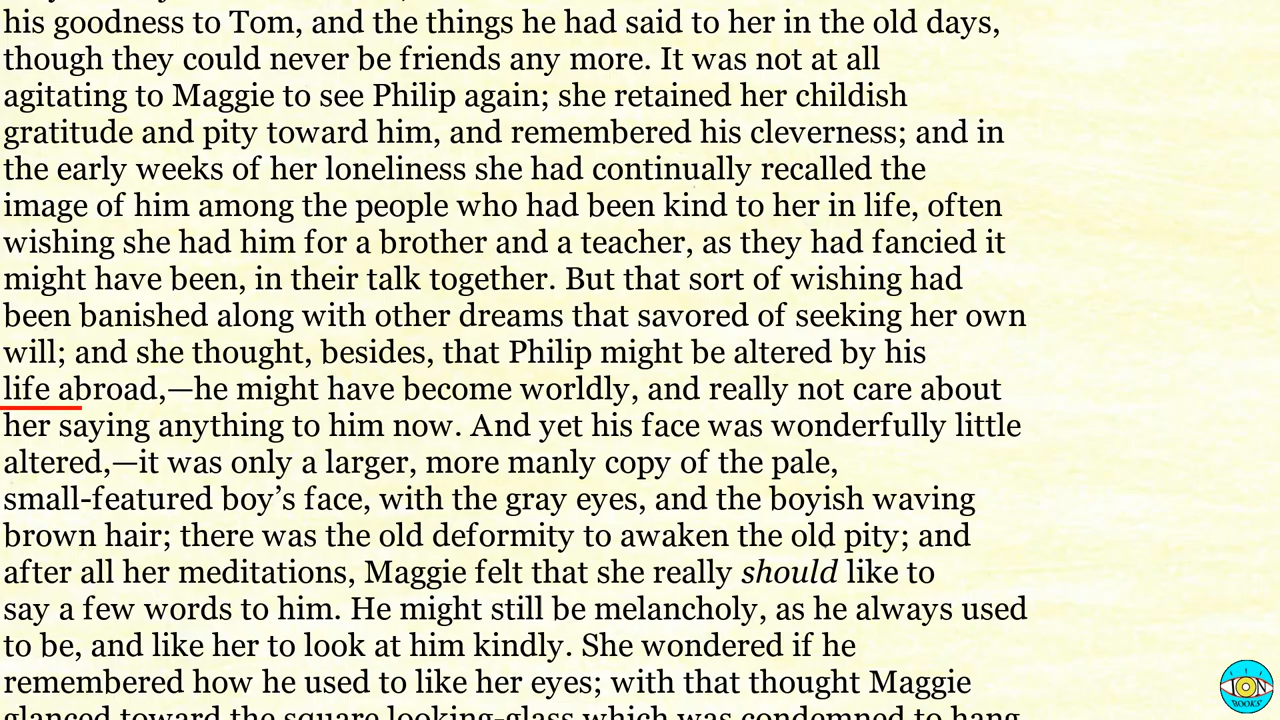 his goodness to Tom, and the things he had said to her in the old days,
though they could never be friends any more. It was not at all
agitating to Maggie to see Philip again; she retained her childish
gratitude and pity toward him, and remembered his cleverness; and in
the early weeks of her loneliness she had continually recalled the
image of him among the people who had been kind to her in life, often
wishing she had him for a brother and a teacher, as they had fancied it
might have been, in their talk together. But that sort of wishing had
been banished along with other dreams that savored of seeking her own
will; and she thought, besides, that Philip might be altered by his
life abroad,—he might have become worldly, and really not care about
her saying anything to him now. And yet his face was wonderfully little
altered,—it was only a larger, more manly copy of the pale,
small-featured boy’s face, with the gray eyes, and the boyish waving
brown hair; there was the old deformity to awaken the old pity; and
after all her meditations, Maggie felt that she really should like to
say a few words to him. He might still be melancholy, as he always used
to be, and like her to look at him kindly. She wondered if he
remembered how he used to like her eyes; with that thought Maggie
glanced toward the square looking-glass which was condemned to hang
ION
BOOKS